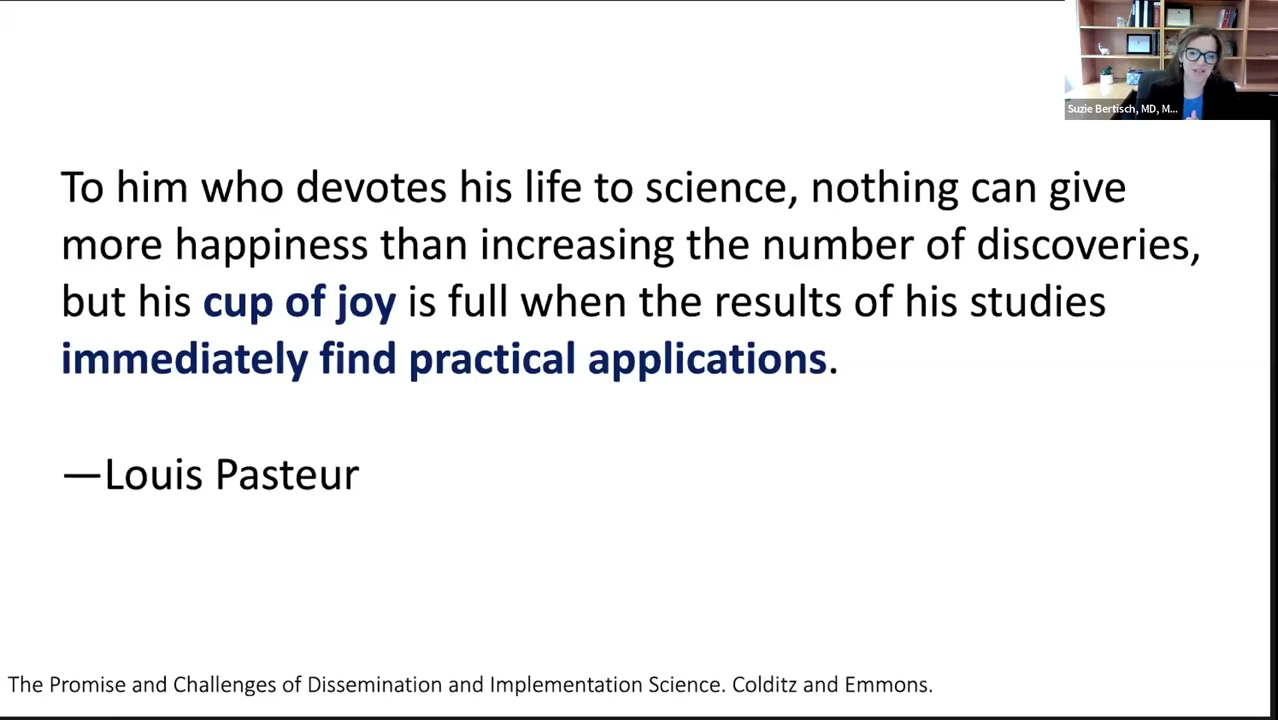 Suzie Bertisch, MD, M...
To him who devotes his life to science, nothing can give
more happiness than increasing the number of discoveries,
but his cup of joy is full when the results of his studies
immediately find practical applications.
—Louis Pasteur
The Promise and Challenges of Dissemination and Implementation Science. Colditz and Emmons.